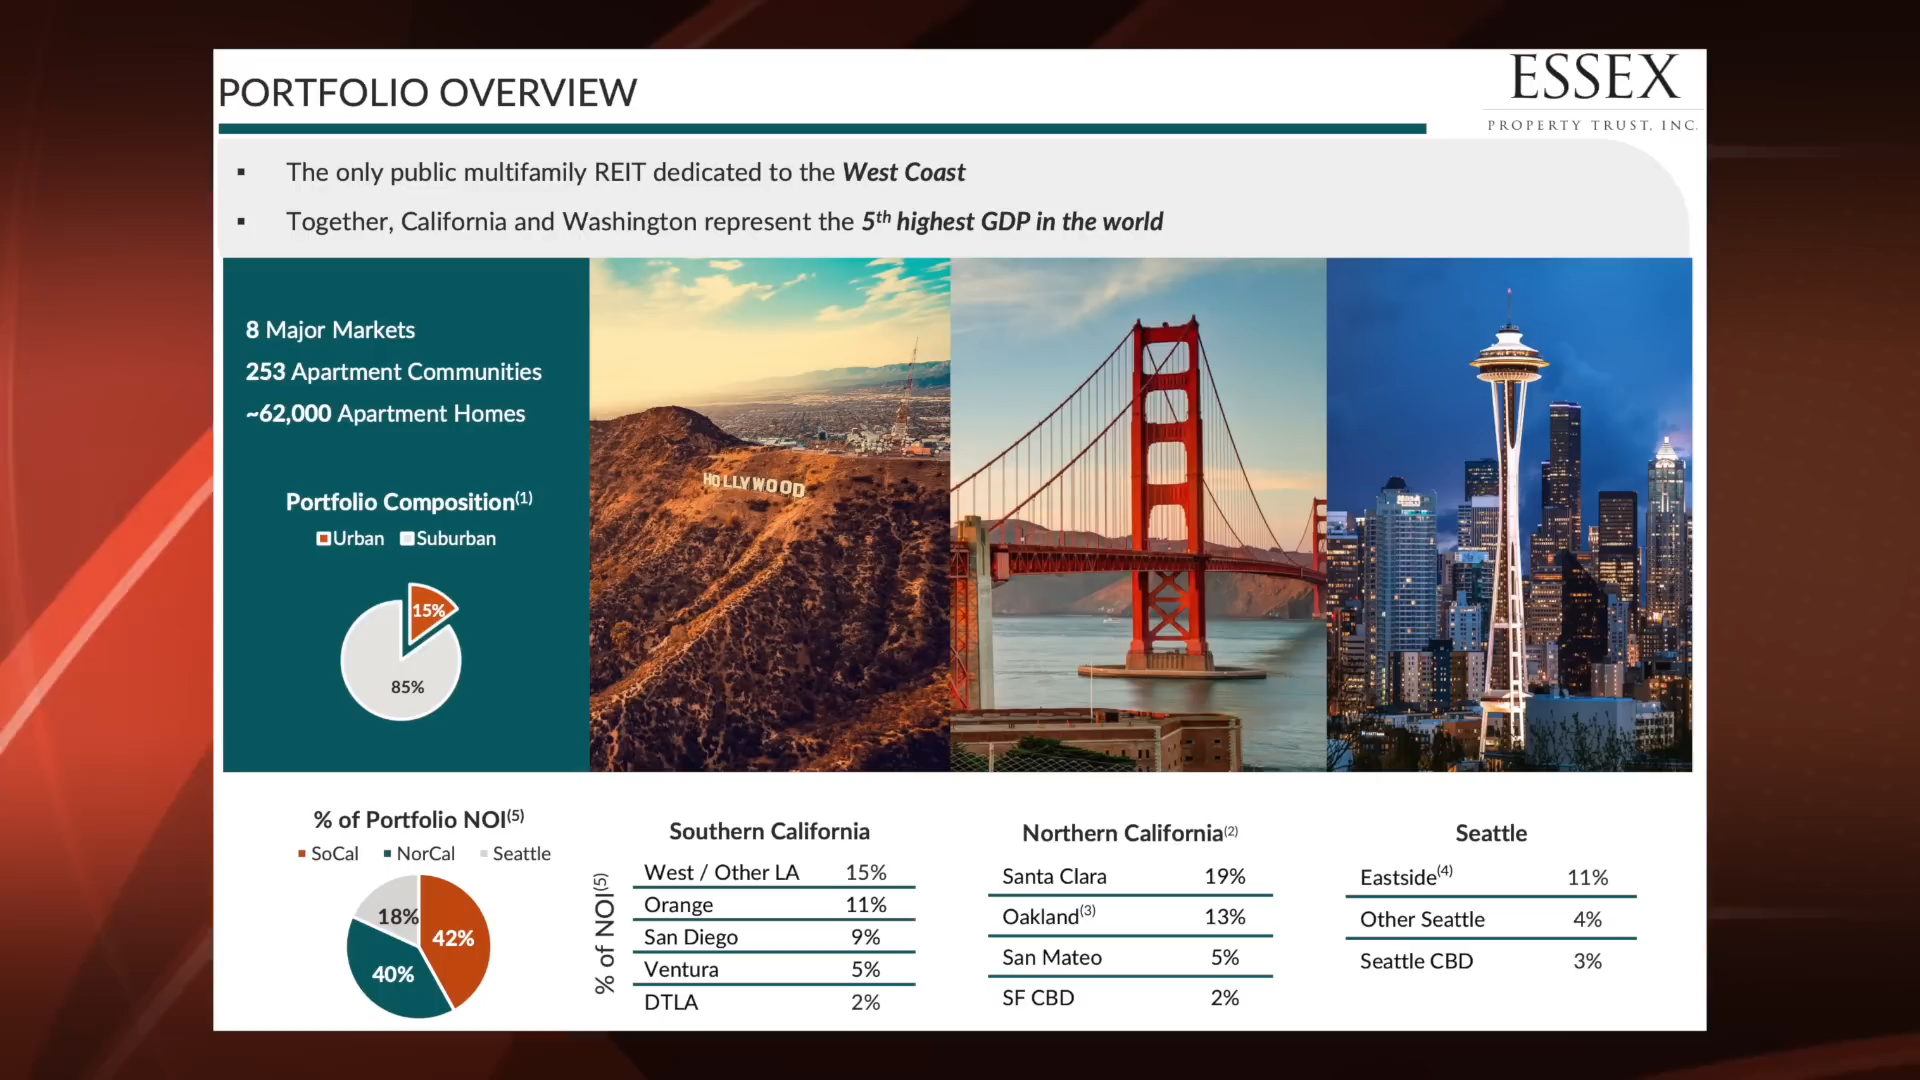 PORTFOLIO OVERVIEW
ESSEX
PROPERTY TRUST, INC.
▪ The only public multifamily REIT dedicated to the West Coast
▪ Together, California and Washington represent the 5th highest GDP in the world
8 Major Markets
253 Apartment Communities
~62,000 Apartment Homes
Portfolio Composition(1)
Urban Suburban
15%
85%
HOLLYWOOD
% of Portfolio NOI(5)
SoCal NorCal Seattle
18%
42%
40%
% of NOI(5)
Southern California
West / Other LA 15%
Orange 11%
San Diego 9%
Ventura 5%
DTLA 2%
Northern California(2)
Santa Clara 19%
Oakland(3) 13%
San Mateo 5%
SF CBD 2%
Seattle
Eastside(4) 11%
Other Seattle 4%
Seattle CBD 3%